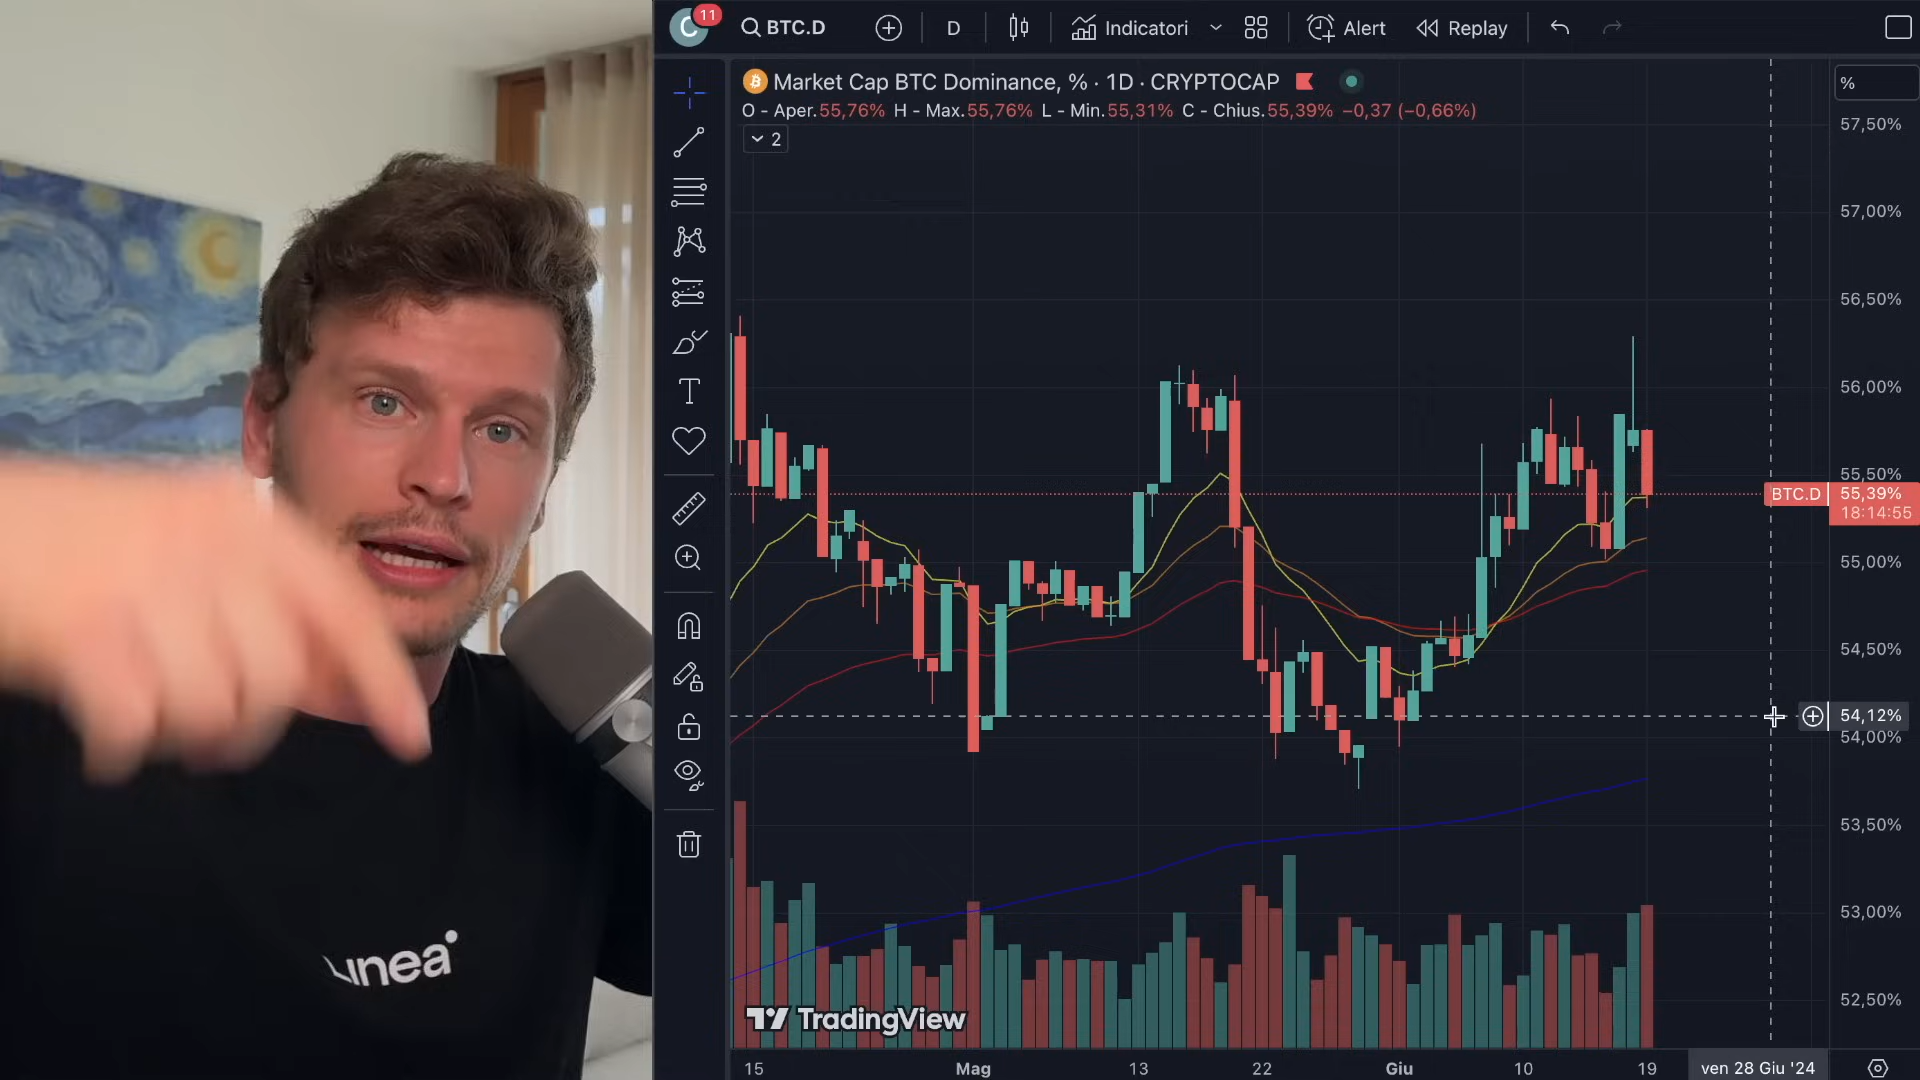 C 11 BTC.D D Indicatori Alert Replay
Market Cap BTC Dominance, % · 1D · CRYPTOCAP
O - Aper.55,76% H - Max.55,76% L - Min.55,31% C - Chius.55,39% −0,37 (−0,66%)
2
%
57,50%
57,00%
56,50%
56,00%
55,50%
BTC.D 55,39%
18:14:55
55,00%
54,50%
54,12%
54,00%
53,50%
53,00%
52,50%
T
Linea
TradingView
15 Mag 13 22 Giu 10 19 ven 28 Giu '24